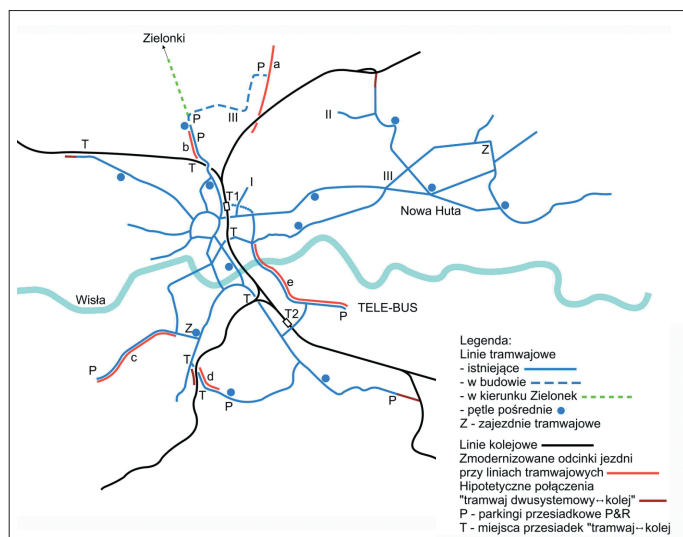 Zielonki
P
a
P
III
P
II
b
T
T
Z
I
III
T1
Nowa Huta
T
e
Wisła
TELE-BUS
T
P
T2
Z
P
c
T
d
T
P
P
Legenda:
Linie tramwajowe
- istniejące
- w budowie
- w kierunku Zielonek
- pętle pośrednie
Z - zajezdnie tramwajowe
Linie kolejowe
Zmodernizowane odcinki jezdni
przy liniach tramwajowych
Hipotetyczne połączenia
"tramwaj dwusystemowy↔kolej"
P - parkingi przesiadkowe P&R
T - miejsca przesiadek "tramwaj↔kolej